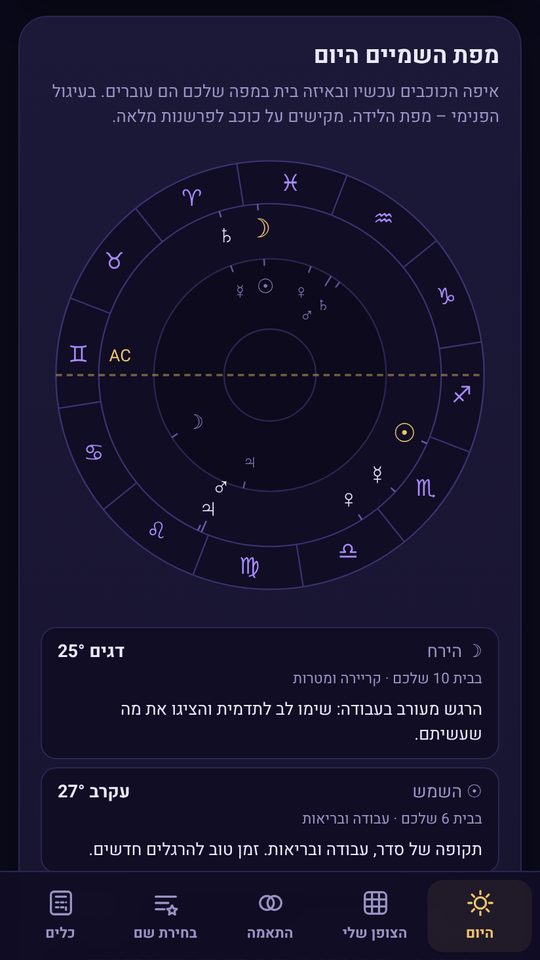 מפת השמיים היום
איפה הכוכבים עכשיו ובאיזה בית במפה שלכם הם עוברים. בעיגול
הפנימי – מפת הלידה. מקישים על כוכב לפרשנות מלאה.
♈ ♓ ♒
♄ ☽
♉ ♑
☿ ☉ ♀ ♂ ♄
♊ AC
♐
☽ ☉
♋ ♃ ♏
♂ ☿
♃ ♀
♌ ♍ ♎
☽ הירח דגים 25°
בבית 10 שלכם · קריירה ומטרות
הרגש מעורב בעבודה: שימו לב לתדמית והציגו את מה
שעשיתם.
☉ השמש עקרב 27°
בבית 6 שלכם · עבודה ובריאות
תקופה של סדר, עבודה ובריאות. זמן טוב להרגלים חדשים.
היום הצופן שלי התאמה בחירת שם כלים